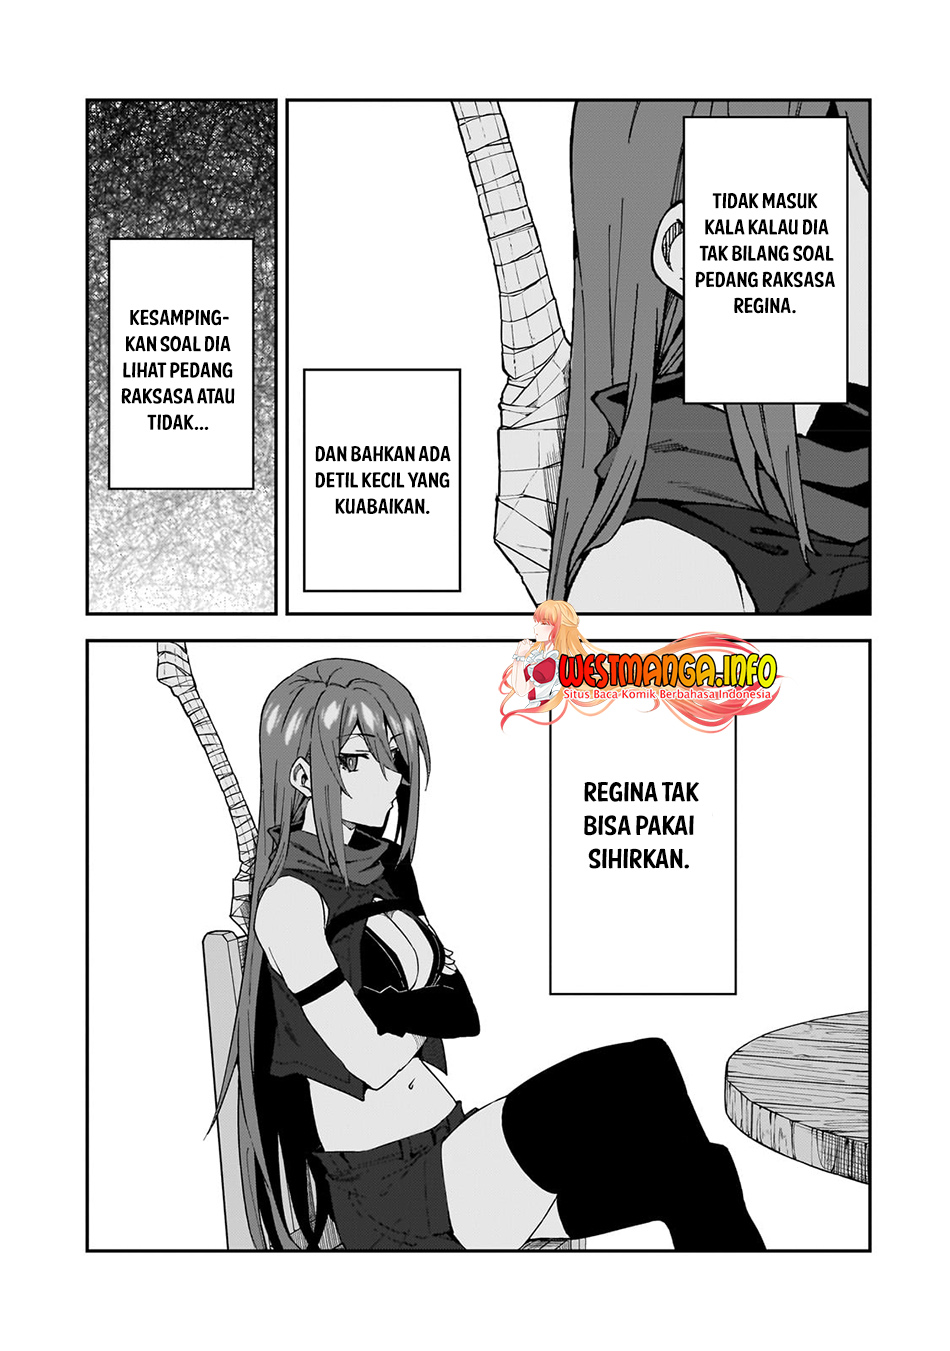 TIDAK MASUK
KALA KALAU DIA
TAK BILANG SOAL
PEDANG RAKSASA
REGINA.
DAN BAHKAN ADA
DETIL KECIL YANG
KUABAIKAN.
KESAMPING-
KAN SOAL DIA
LIHAT PEDANG
RAKSASA ATAU
TIDAK...
WESTMANGA.INFO
Situs Baca Komik Berbahasa Indonesia
REGINA TAK
BISA PAKAI
SIHIRKAN.